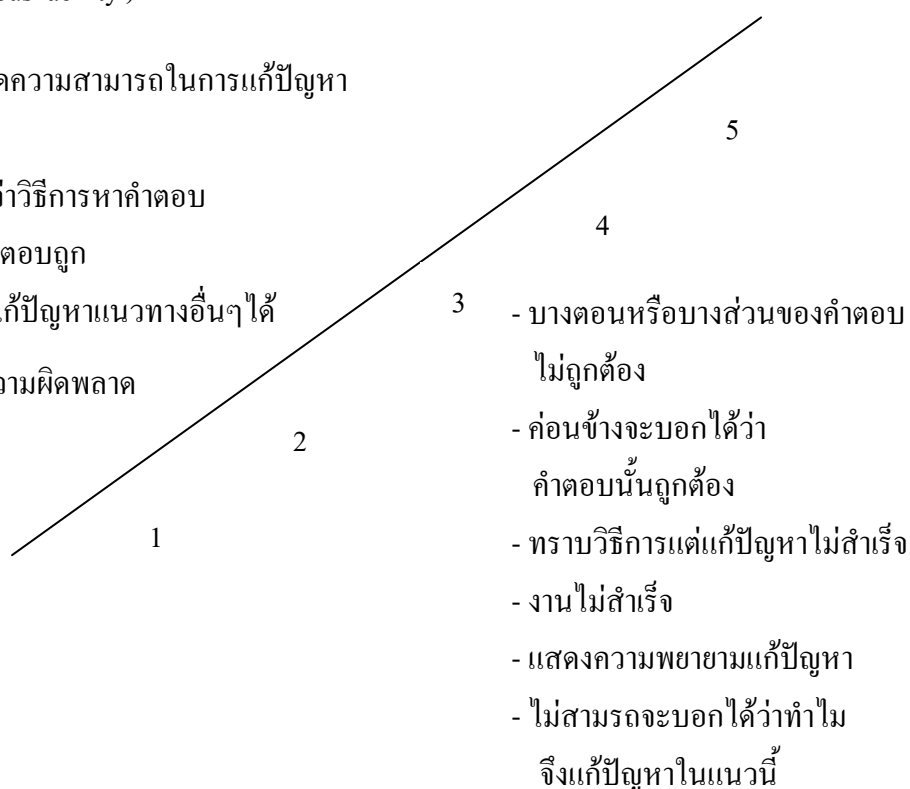 ความสามารถในการแก้ปัญหา
วิธีการหาคำตอบ
ตอบถูก
ก้ปัญหาแนวทางอื่นๆได้
ามผิดพลาด
5
4
3
2
1
- บางตอนหรือบางส่วนของคำตอบ
ไม่ถูกต้อง
- ค่อนข้างจะบอกได้ว่า
คำตอบนั้นถูกต้อง
- ทราบวิธีการแต่แก้ปัญหาไม่สำเร็จ
- งานไม่สำเร็จ
- แสดงความพยายามแก้ปัญหา
- ไม่สามรถจะบอกได้ว่าทำไม
จึงแก้ปัญหาในแนวนี้